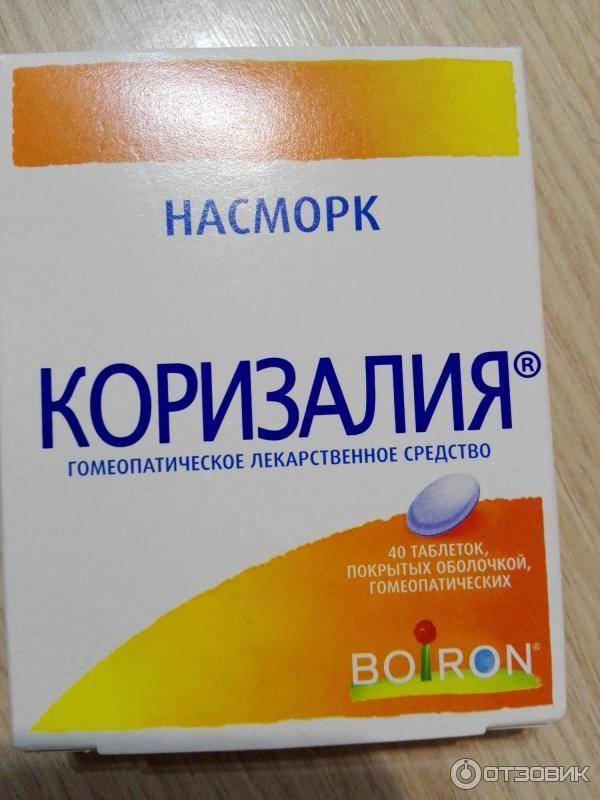 НАСМОРК
КОРИЗАЛИЯ®
ГОМЕОПАТИЧЕСКОЕ ЛЕКАРСТВЕННОЕ СРЕДСТВО
40 ТАБЛЕТОК,
ПОКРЫТЫХ ОБОЛОЧКОЙ,
ГОМЕОПАТИЧЕСКИХ
BOIRON®
ОТЗОВИК